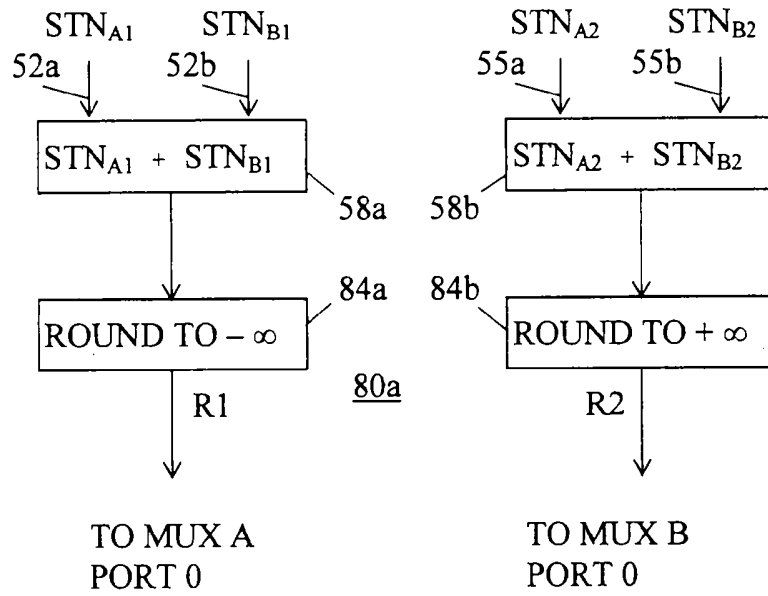 STN_A1 STN_B1 STN_A2 STN_B2
52a 52b 55a 55b
STN_A1 + STN_B1 STN_A2 + STN_B2
58a 58b
84a 84b
ROUND TO – ∞ ROUND TO + ∞
80a
R1 R2
TO MUX A TO MUX B
PORT 0 PORT 0